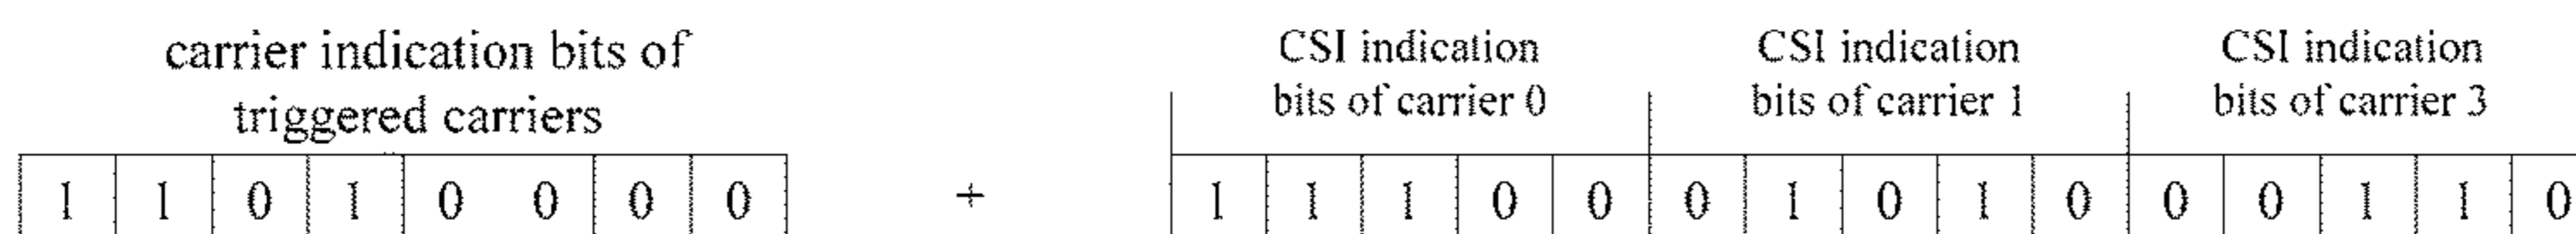 carrier indication bits of
triggered carriers
CSI indication
bits of carrier 0
CSI indication
bits of carrier 1
CSI indication
bits of carrier 3
1 1 0 1 0 0 0 0 + 1 1 1 0 0 0 1 0 1 0 0 0 1 1 0